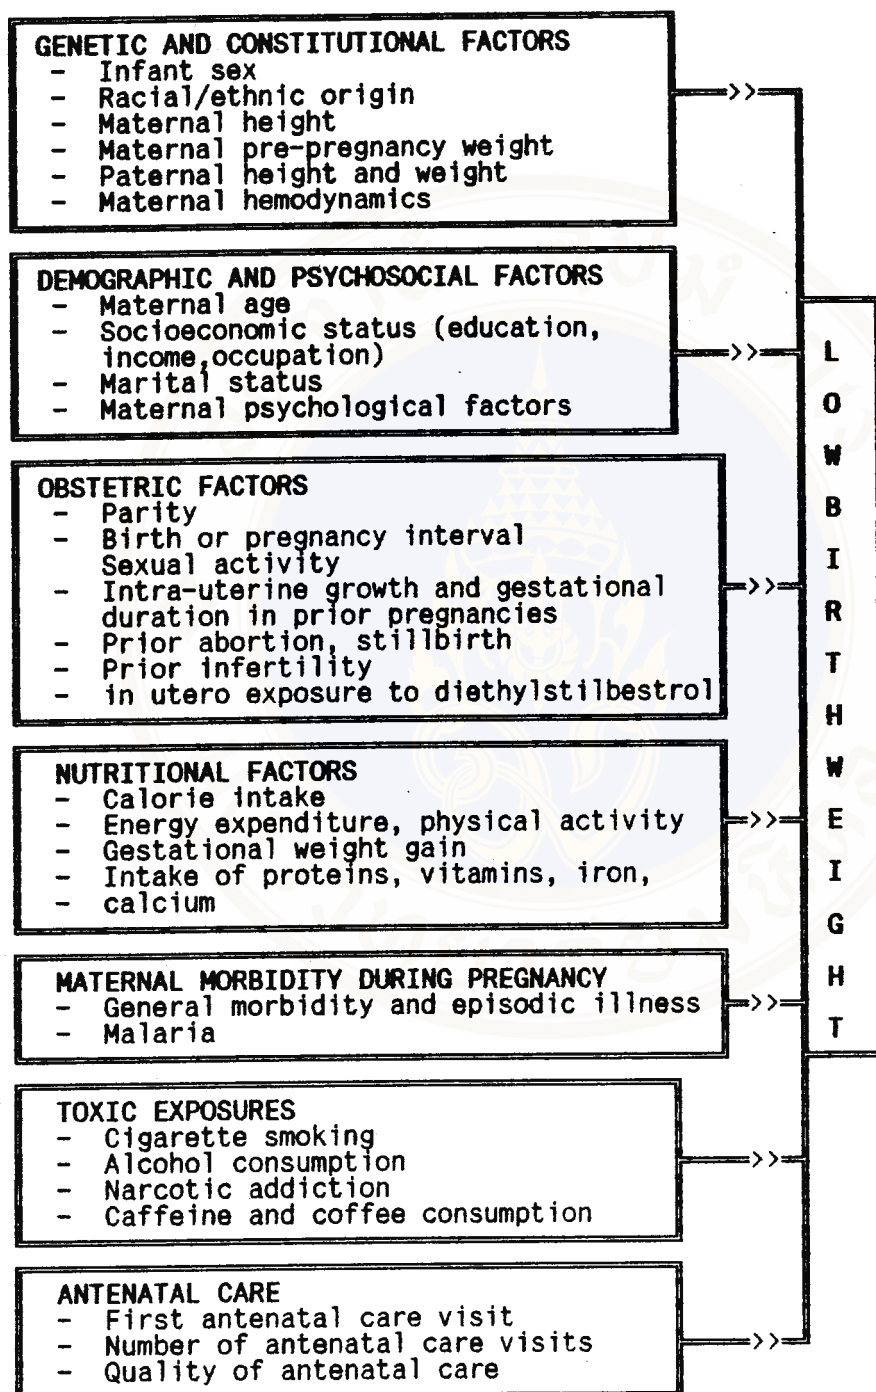 GENETIC AND CONSTITUTIONAL FACTORS
- Infant sex
- Racial/ethnic origin
- Maternal height
- Maternal pre-pregnancy weight
- Paternal height and weight
- Maternal hemodynamics
>>
DEMOGRAPHIC AND PSYCHOSOCIAL FACTORS
- Maternal age
- Socioeconomic status (education,
income,occupation)
- Marital status
- Maternal psychological factors
>>
OBSTETRIC FACTORS
- Parity
- Birth or pregnancy interval
Sexual activity
- Intra-uterine growth and gestational
duration in prior pregnancies
- Prior abortion, stillbirth
- Prior infertility
- in utero exposure to diethylstilbestrol
>>
NUTRITIONAL FACTORS
- Calorie intake
- Energy expenditure, physical activity
- Gestational weight gain
- Intake of proteins, vitamins, iron,
- calcium
>>
MATERNAL MORBIDITY DURING PREGNANCY
- General morbidity and episodic illness
- Malaria
>>
TOXIC EXPOSURES
- Cigarette smoking
- Alcohol consumption
- Narcotic addiction
- Caffeine and coffee consumption
>>
ANTENATAL CARE
- First antenatal care visit
- Number of antenatal care visits
- Quality of antenatal care
>>
L
O
W
B
I
R
T
H
W
E
I
G
H
T